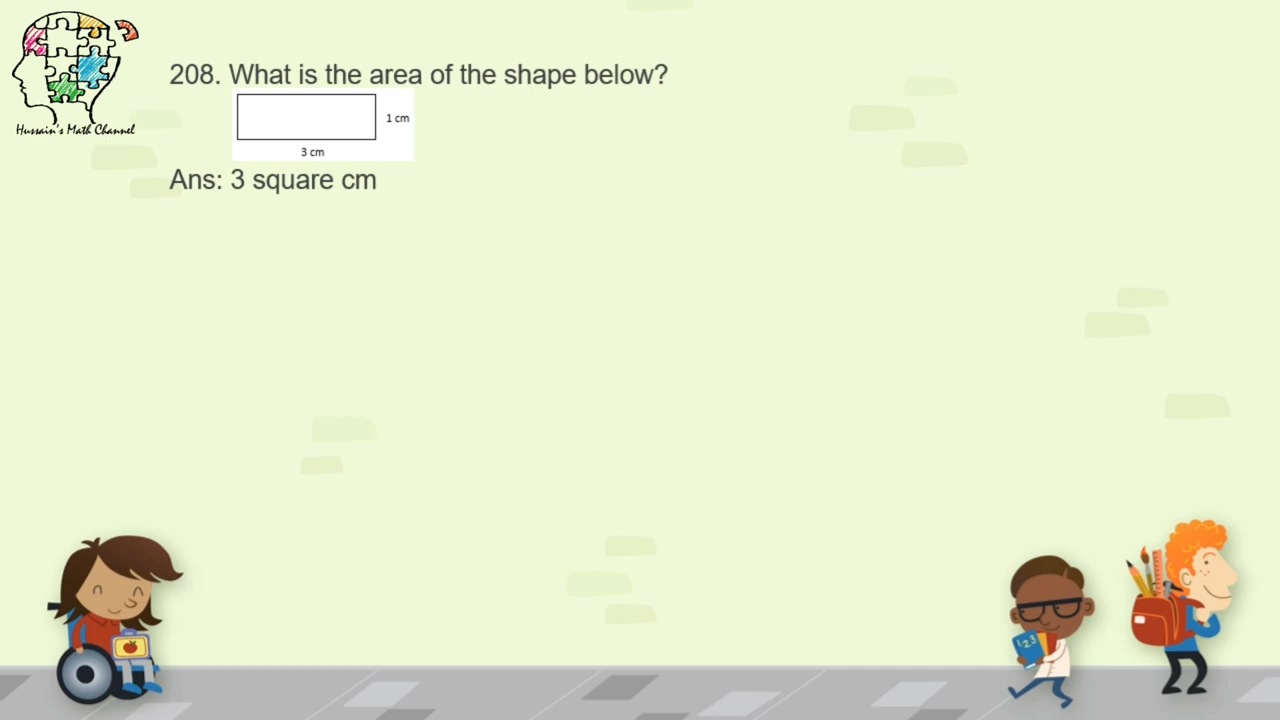 Hussain's Math Channel
208. What is the area of the shape below?
1 cm
3 cm
Ans: 3 square cm
123